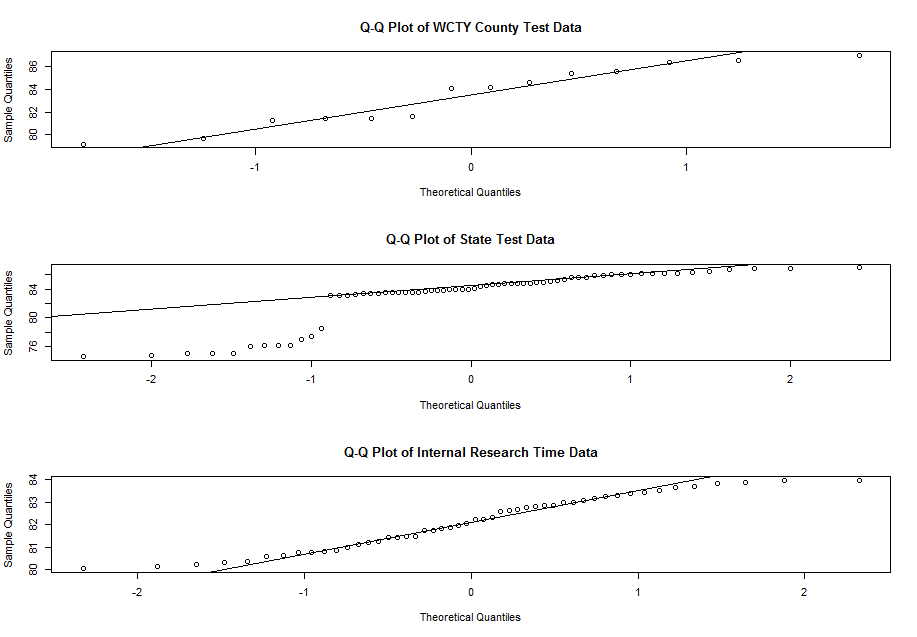 Q-Q Plot of WCTY County Test Data
Sample Quantiles
86
84
82
80
-1 0 1
Theoretical Quantiles
Q-Q Plot of State Test Data
Sample Quantiles
84
80
76
-2 -1 0 1 2
Theoretical Quantiles
Q-Q Plot of Internal Research Time Data
Sample Quantiles
84
83
82
81
80
-2 -1 0 1 2
Theoretical Quantiles